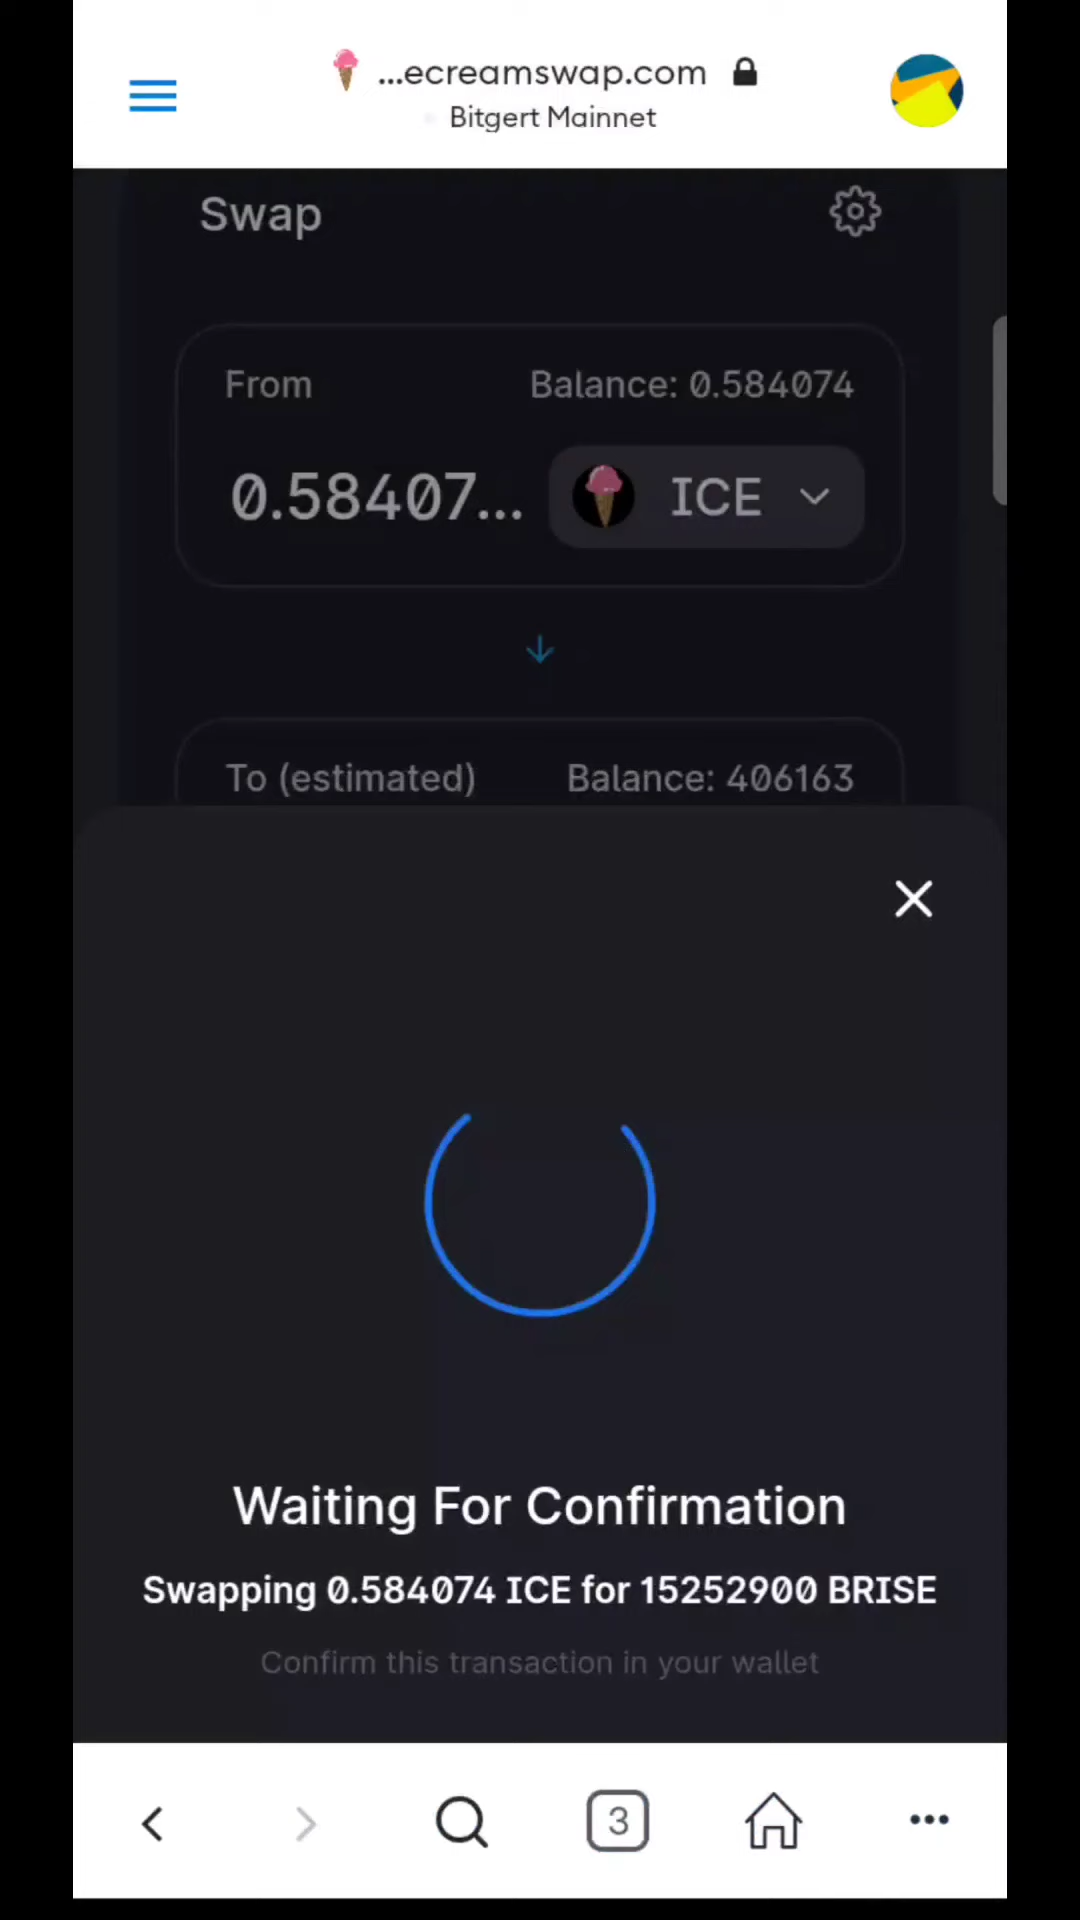 ...ecreamswap.com
Bitgert Mainnet
Swap
From Balance: 0.584074
0.58407... ICE
To (estimated) Balance: 406163
Waiting For Confirmation
Swapping 0.584074 ICE for 15252900 BRISE
Confirm this transaction in your wallet
3